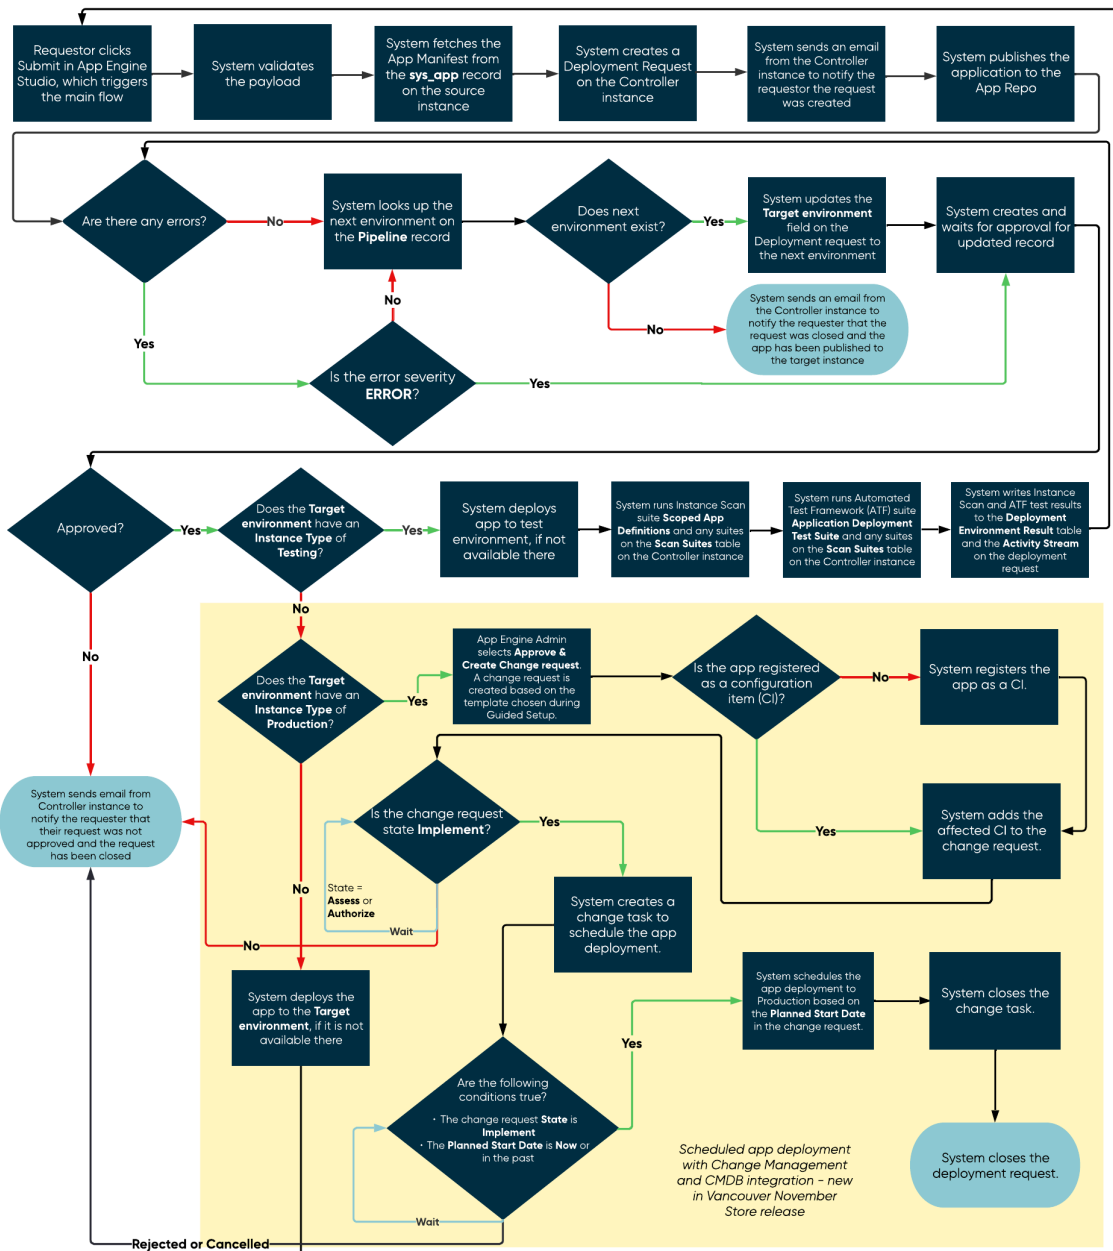 Requestor clicks
Submit in App Engine
Studio, which triggers
the main flow
System validates
the payload
System fetches the
App Manifest from
the sys_app record
on the source
instance
System creates a
Deployment Request
on the Controller
instance
System sends an email
from the Controller
instance to notify the
requestor the request
was created
System publishes the
application to the
App Repo
Are there any errors?
No
System looks up the
next environment on
the Pipeline record
Does next
environment exist?
Yes
System updates the
Target environment
field on the
Deployment request to
the next environment
System creates and
waits for approval for
updated record
No
System sends an email from
the Controller instance to
notify the requester that the
request was closed and the
app has been published to
the target instance
No
Yes
Is the error severity
ERROR?
Yes
Approved?
Yes
Does the Target
environment have an
Instance Type of
Testing?
Yes
System deploys
app to test
environment, if not
available there
System runs Instance Scan
suite Scoped App
Definitions and any suites
on the Scan Suites table
on the Controller instance
System runs Automated
Test Framework (ATF) suite
Application Deployment
Test Suite and any suites
on the Scan Suites table
on the Controller instance
System writes Instance
Scan and ATF test results
to the Deployment
Environment Result table
and the Activity Stream
on the deployment
request
No
No
Does the Target
environment have an
Instance Type of
Production?
Yes
App Engine Admin
selects Approve &
Create Change request.
A change request is
created based on the
template chosen during
Guided Setup.
Is the app registered
as a configuration
item (CI)?
No
System registers the
app as a CI.
Yes
System adds the
affected CI to the
change request.
System sends email from
Controller instance to
notify the requester that
their request was not
approved and the request
has been closed
Is the change request
state Implement?
Yes
State =
Assess or
Authorize
Wait
No
No
System creates a
change task to
schedule the app
deployment.
System deploys the
app to the Target
environment, if it is not
available there
System schedules the
app deployment to
Production based on
the Planned Start Date
in the change request.
System closes the
change task.
Yes
Are the following
conditions true?
• The change request State is
Implement
• The Planned Start Date is Now or
in the past
Wait
Scheduled app deployment
with Change Management
and CMDB integration - new
in Vancouver November
Store release
System closes the
deployment request.
Rejected or Cancelled